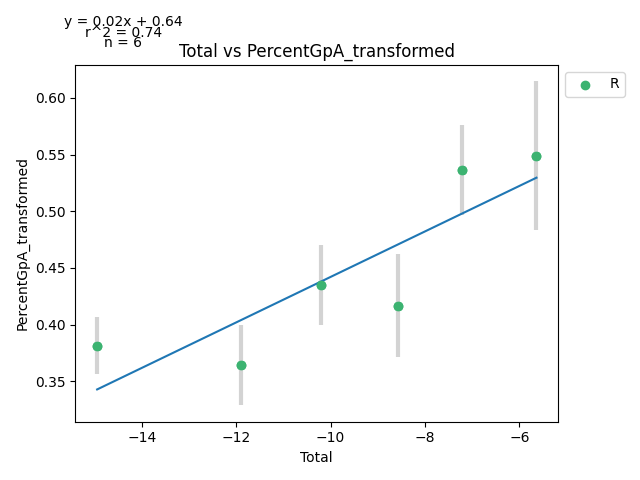 y = 0.02x + 0.64
r^2 = 0.74
n = 6
Total vs PercentGpA_transformed
R
PercentGpA_transformed
0.60
0.55
0.50
0.45
0.40
0.35
−14
−12
−10
−8
−6
Total